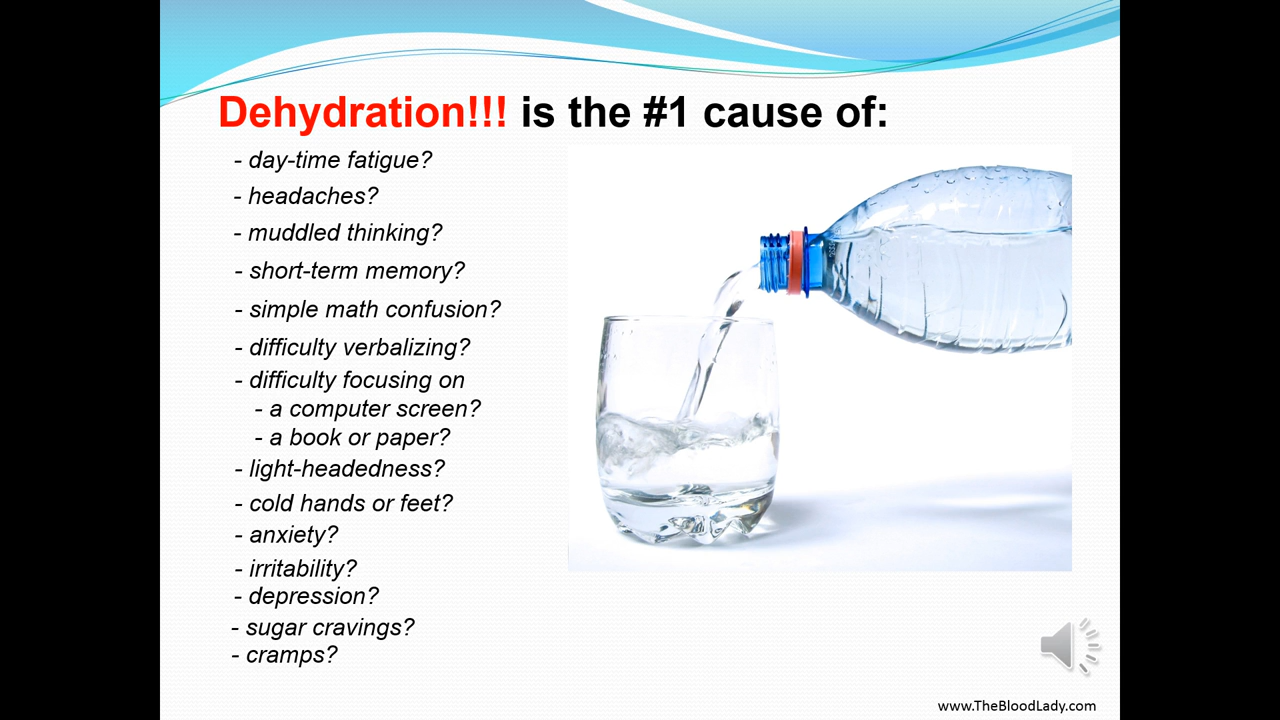 Dehydration!!! is the #1 cause of:
- day-time fatigue?
- headaches?
- muddled thinking?
- short-term memory?
- simple math confusion?
- difficulty verbalizing?
- difficulty focusing on
- a computer screen?
- a book or paper?
- light-headedness?
- cold hands or feet?
- anxiety?
- irritability?
- depression?
- sugar cravings?
- cramps?
www.TheBloodLady.com